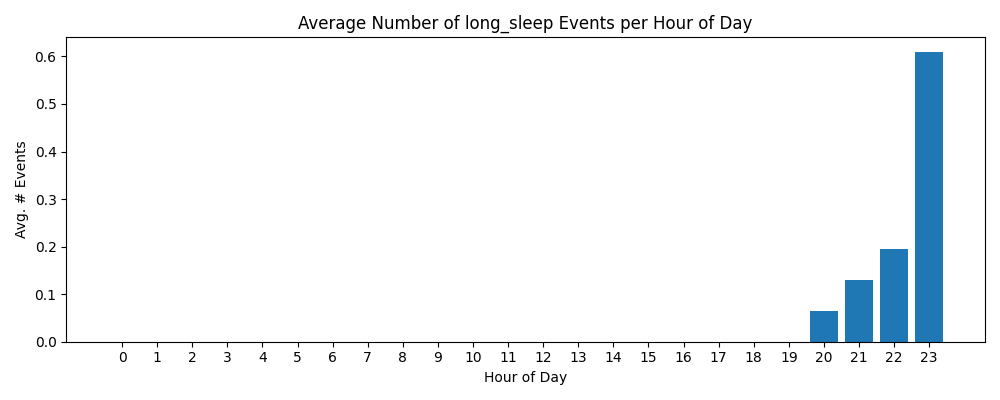 Average Number of long_sleep Events per Hour of Day
0.6
0.5
0.4
0.3
0.2
0.1
0.0
Avg. # Events
0 1 2 3 4 5 6 7 8 9 10 11 12 13 14 15 16 17 18 19 20 21 22 23
Hour of Day